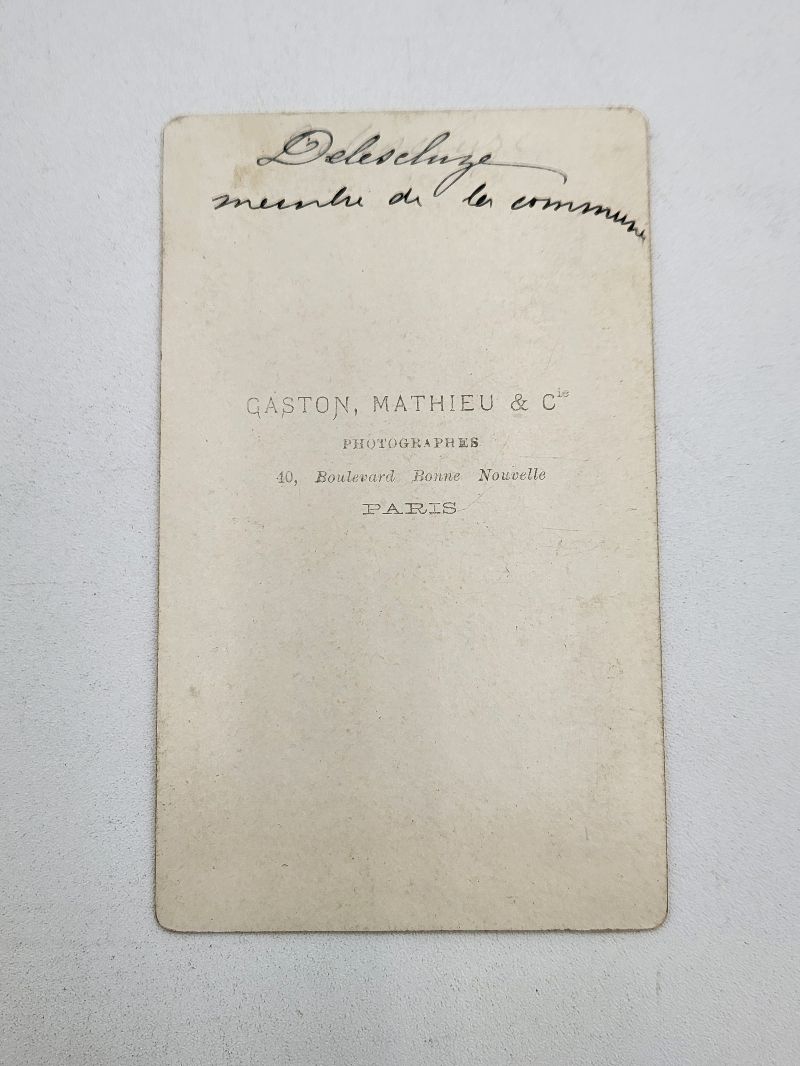 Delescluze
membre de la commune
GASTON, MATHIEU & Cie
PHOTOGRAPHES
40, Boulevard Bonne Nouvelle
PARIS